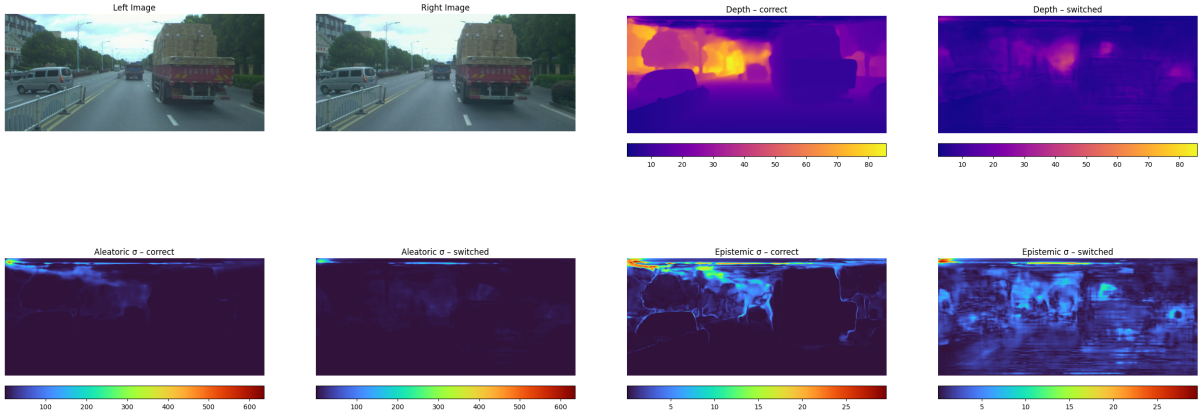 Left Image
Right Image
Depth – correct
Depth – switched
10 20 30 40 50 60 70 80
10 20 30 40 50 60 70 80
Aleatoric σ – correct
Aleatoric σ – switched
Epistemic σ – correct
Epistemic σ – switched
100 200 300 400 500 600
100 200 300 400 500 600
5 10 15 20 25
5 10 15 20 25